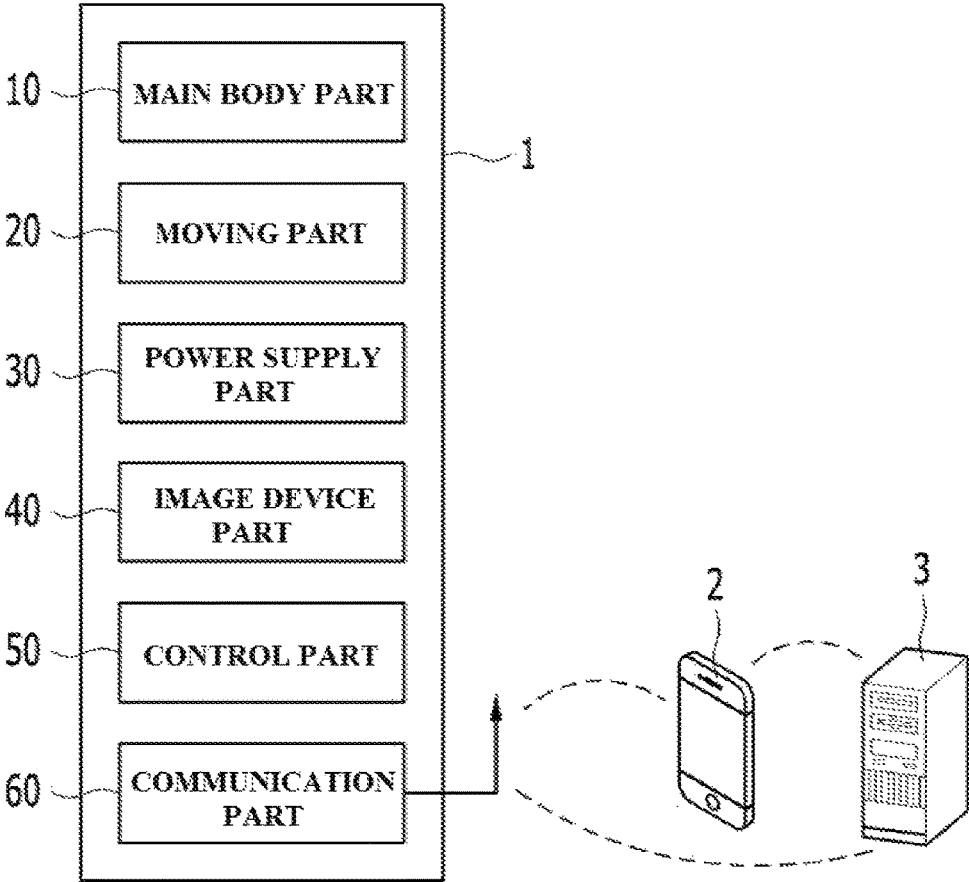 10
MAIN BODY PART
1
20
MOVING PART
30
POWER SUPPLY
PART
40
IMAGE DEVICE
PART
2
3
50
CONTROL PART
60
COMMUNICATION
PART